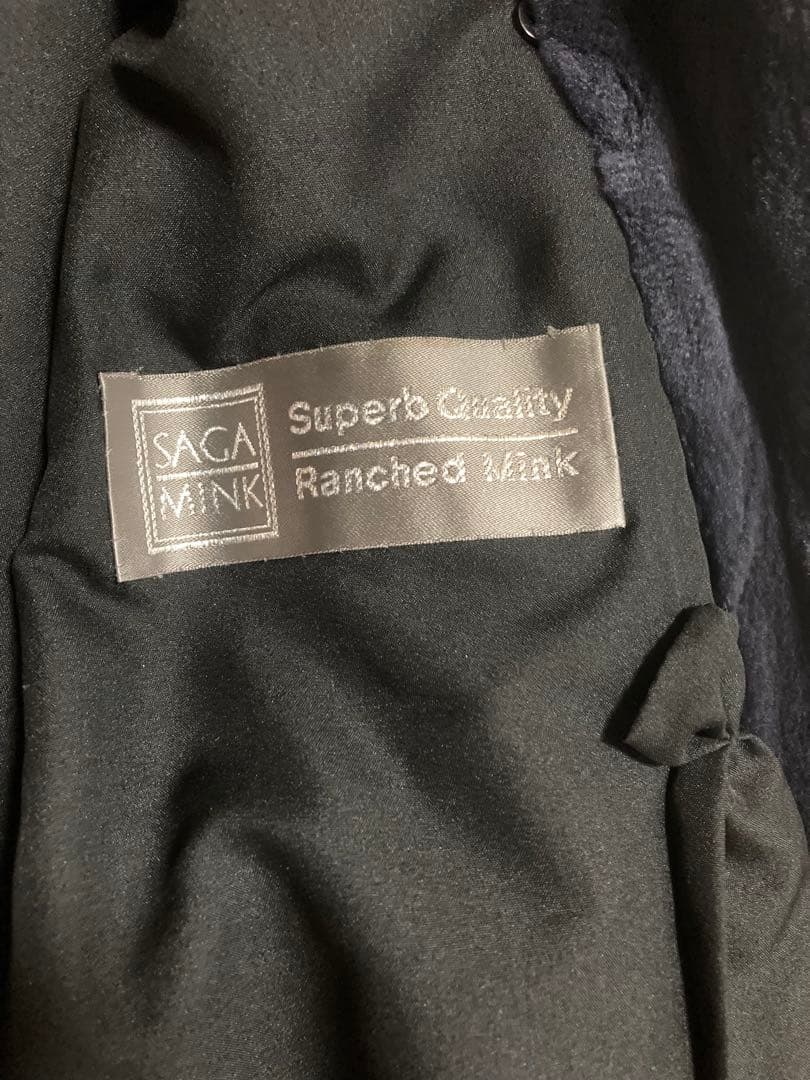 SAGA
MINK
Superb Quality
Ranched Mink